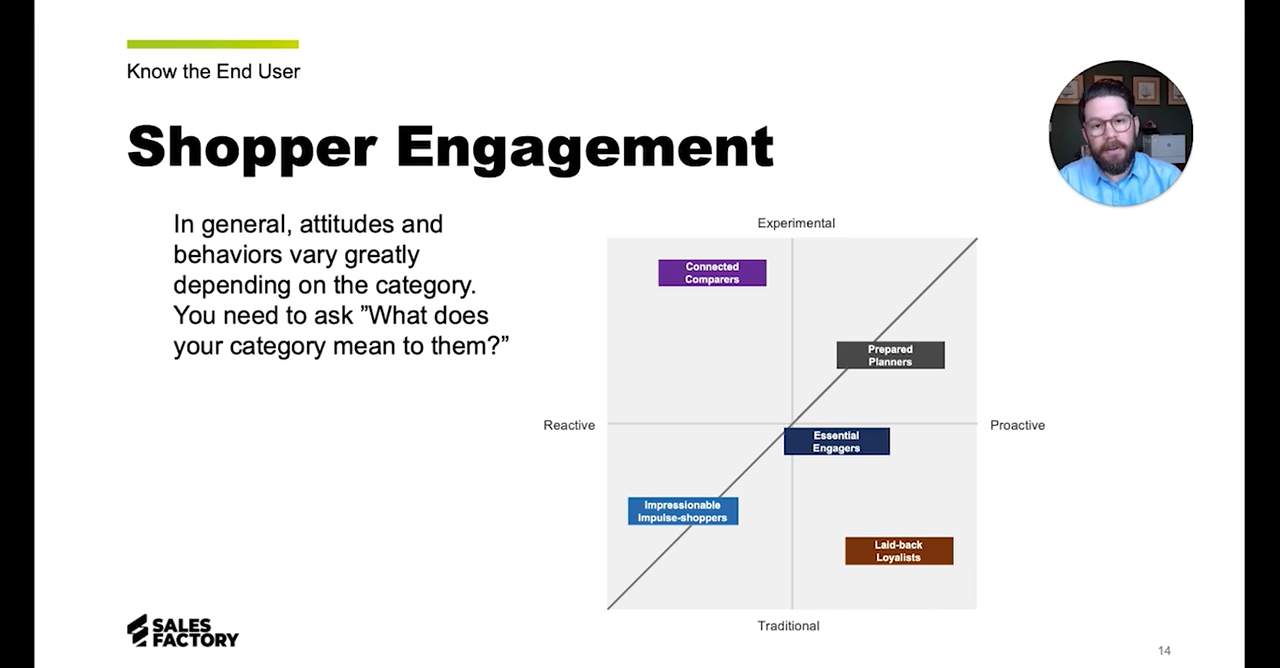 Know the End User
Shopper Engagement
In general, attitudes and
behaviors vary greatly
depending on the category.
You need to ask ”What does
your category mean to them?”
Experimental
Connected
Comparers
Prepared
Planners
Reactive
Proactive
Essential
Engagers
Impressionable
Impulse-shoppers
Laid-back
Loyalists
Traditional
SALES
FACTORY
14